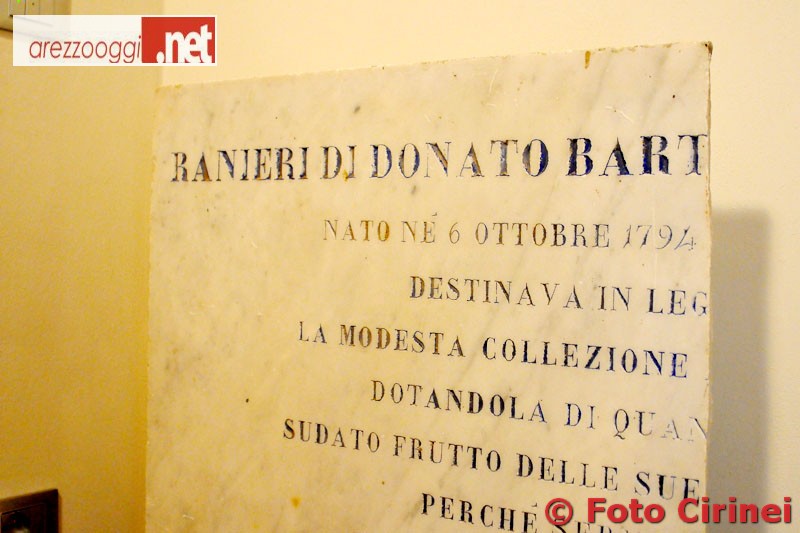 arezzooggi.net
RANIERI DI DONATO BART
NATO NÉ 6 OTTOBRE 1794
DESTINAVA IN LEG
LA MODESTA COLLEZIONE
DOTANDOLA DI QUAN
SUDATO FRUTTO DELLE SUE
PERCHÉ
© Foto Cirinei